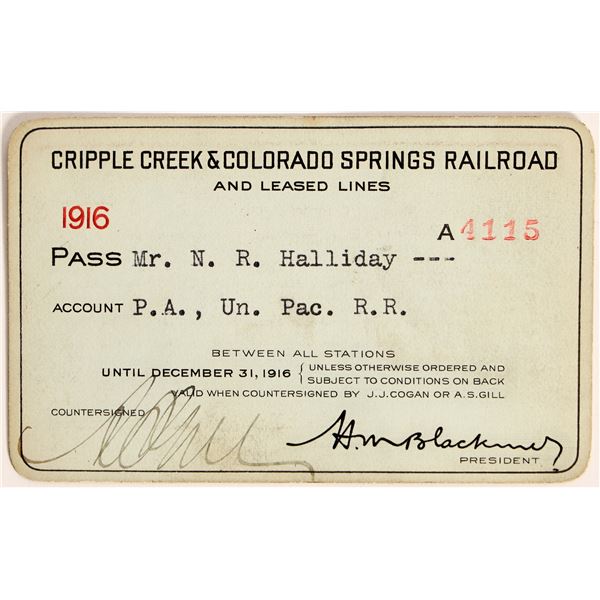 CRIPPLE CREEK & COLORADO SPRINGS RAILROAD
AND LEASED LINES
1916
A 4115
PASS Mr. N. R. Halliday ---
ACCOUNT P.A., Un. Pac. R.R.
BETWEEN ALL STATIONS
UNTIL DECEMBER 31, 1916 { UNLESS OTHERWISE ORDERED AND
SUBJECT TO CONDITIONS ON BACK
VALID WHEN COUNTERSIGNED BY J.J. COGAN OR A.S. GILL
COUNTERSIGNED
H.M. Blackmer
PRESIDENT